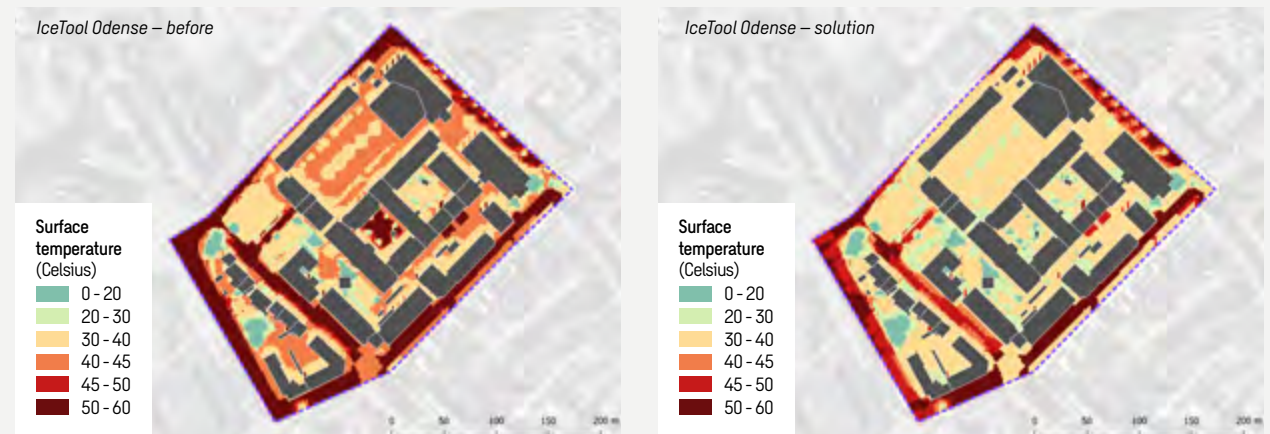 IceTool Odense – before
Surface
temperature
(Celsius)
0 - 20
20 - 30
30 - 40
40 - 45
45 - 50
50 - 60
0 50 100 150 200 m
IceTool Odense – solution
Surface
temperature
(Celsius)
0 - 20
20 - 30
30 - 40
40 - 45
45 - 50
50 - 60
0 50 100 150 200 m